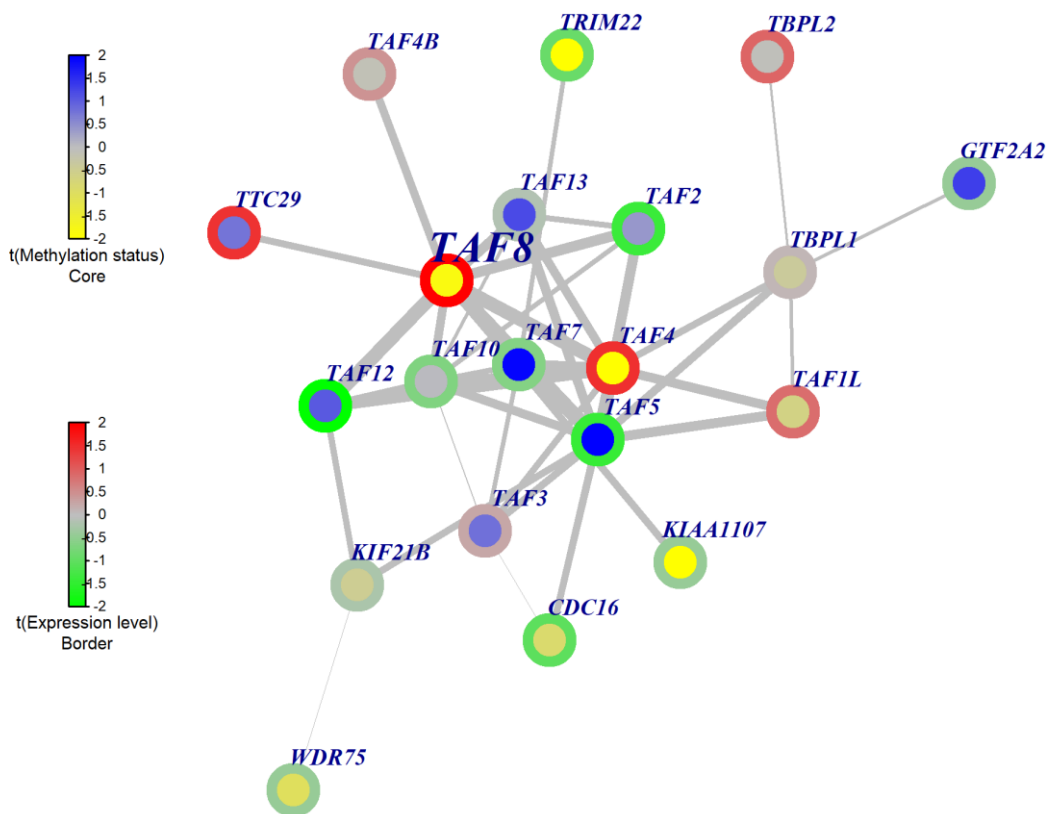 TRIM22
TBPL2
TAF4B
2
1.5
1
0.5
0
-0.5
-1
-1.5
-2
t(Methylation status)
Core
GTF2A2
TAF13
TAF2
TTC29
TBPL1
TAF8
TAF7
TAF4
TAF10
TAF12
TAF1L
TAF5
2
1.5
1
0.5
0
-0.5
-1
-1.5
-2
t(Expression level)
Border
TAF3
KIAA1107
KIF21B
CDC16
WDR75